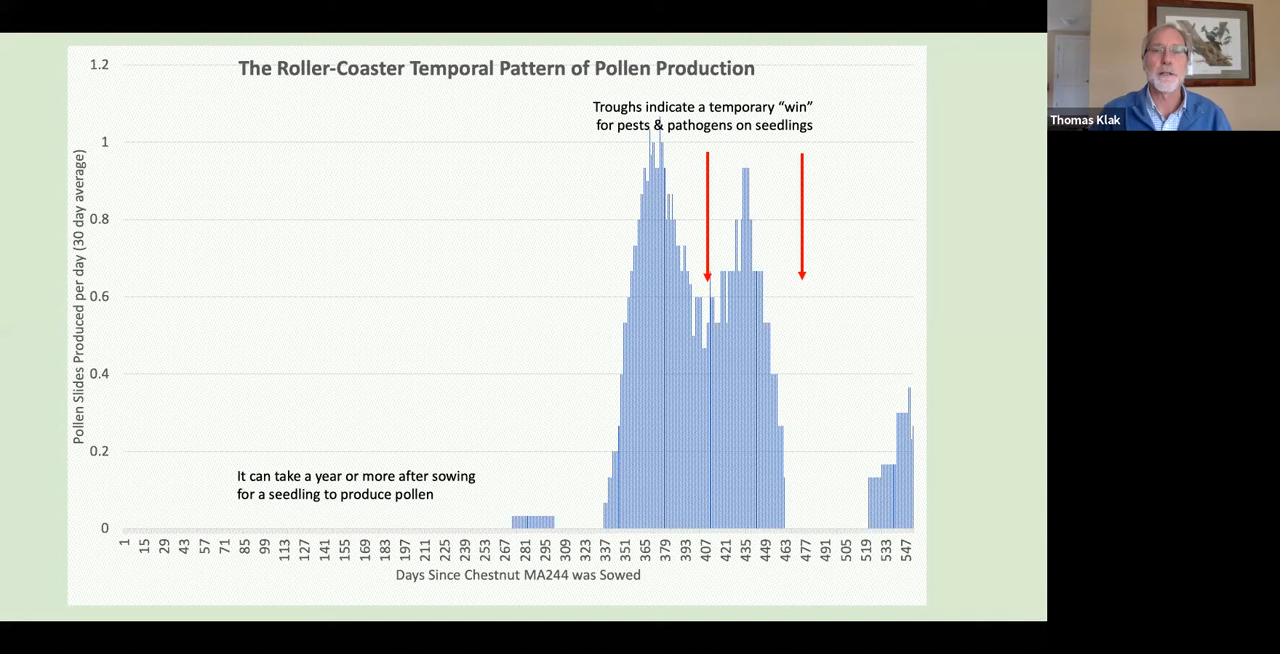 The Roller-Coaster Temporal Pattern of Pollen Production
Troughs indicate a temporary “win”
for pests & pathogens on seedlings
Thomas Klak
Pollen Slides Produced per day (30 day average)
1.2
1
0.8
0.6
0.4
0.2
0
It can take a year or more after sowing
for a seedling to produce pollen
1 15 29 43 57 71 85 99 113 127 141 155 169 183 197 211 225 239 253 267 281 295 309 323 337 351 365 379 393 407 421 435 449 463 477 491 505 519 533 547
Days Since Chestnut MA244 was Sowed